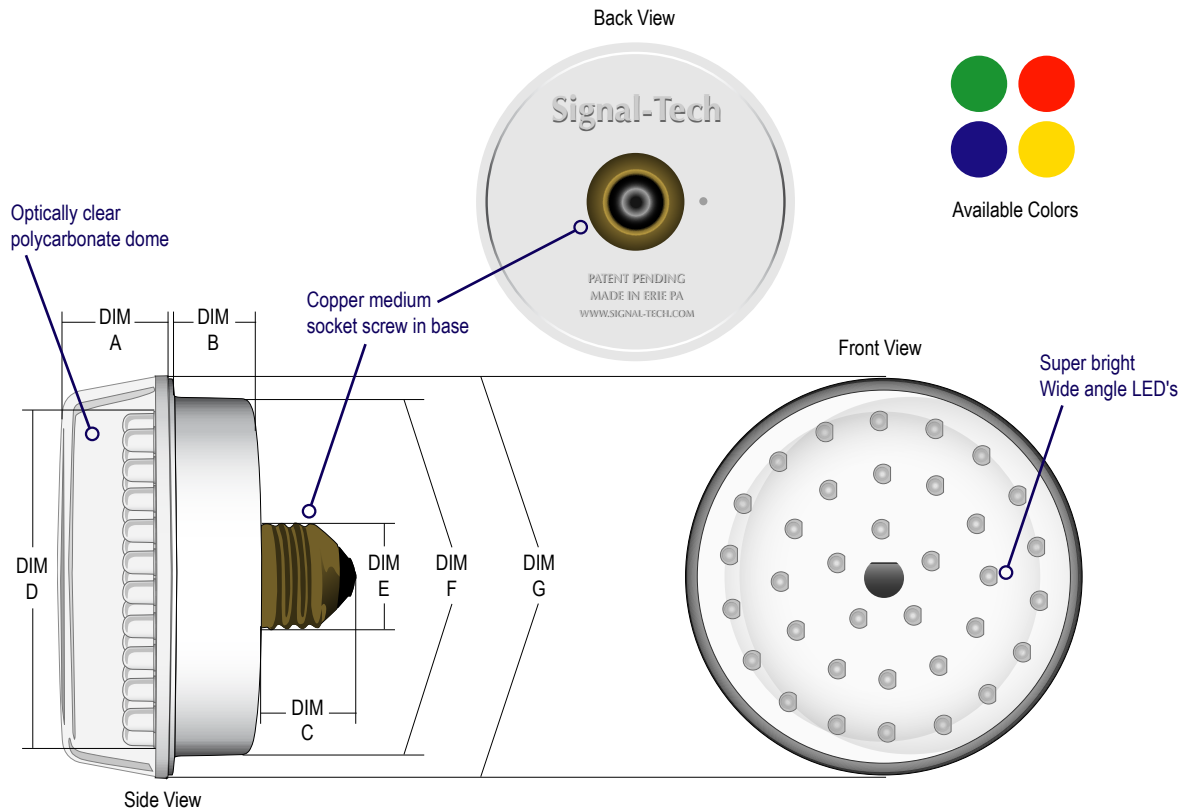 Back View
Signal-Tech
PATENT PENDING
MADE IN ERIE PA
WWW.SIGNAL-TECH.COM
Available Colors
Optically clear
polycarbonate dome
Copper medium
socket screw in base
DIM
A
DIM
B
Front View
Super bright
Wide angle LED's
DIM
D
DIM
E
DIM
F
DIM
G
DIM
C
Side View